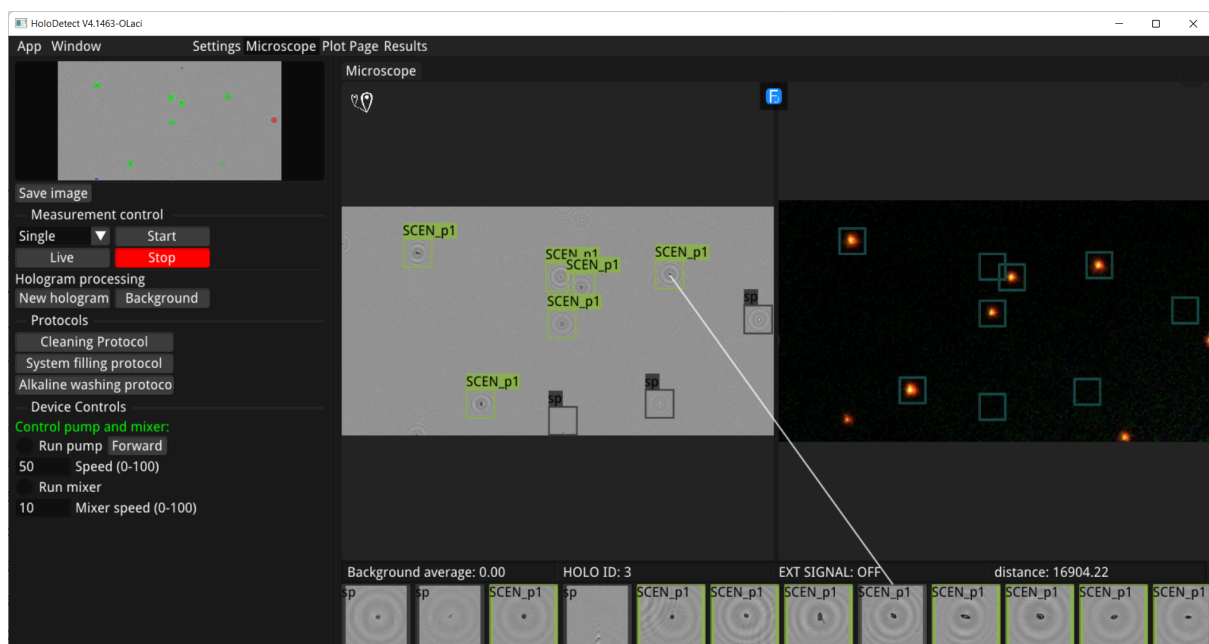 HoloDetect V4.1463-OLaci
App Window Settings Microscope Plot Page Results
Microscope
Save image
Measurement control
Single Start
Live Stop
Hologram processing
New hologram Background
Protocols
Cleaning Protocol
System filling protocol
Alkaline washing protoco
Device Controls
Control pump and mixer:
Run pump Forward
50 Speed (0-100)
Run mixer
10 Mixer speed (0-100)
F
SCEN_p1
SCEN_p1
SCEN_p1
SCEN_p1
SCEN_p1
sp
SCEN_p1
sp
sp
Background average: 0.00 HOLO ID: 3 EXT SIGNAL: OFF distance: 16904.22
sp sp SCEN_p1 sp SCEN_p1 SCEN_p1 SCEN_p1 SCEN_p1 SCEN_p1 SCEN_p1 SCEN_p1 SCEN_p1